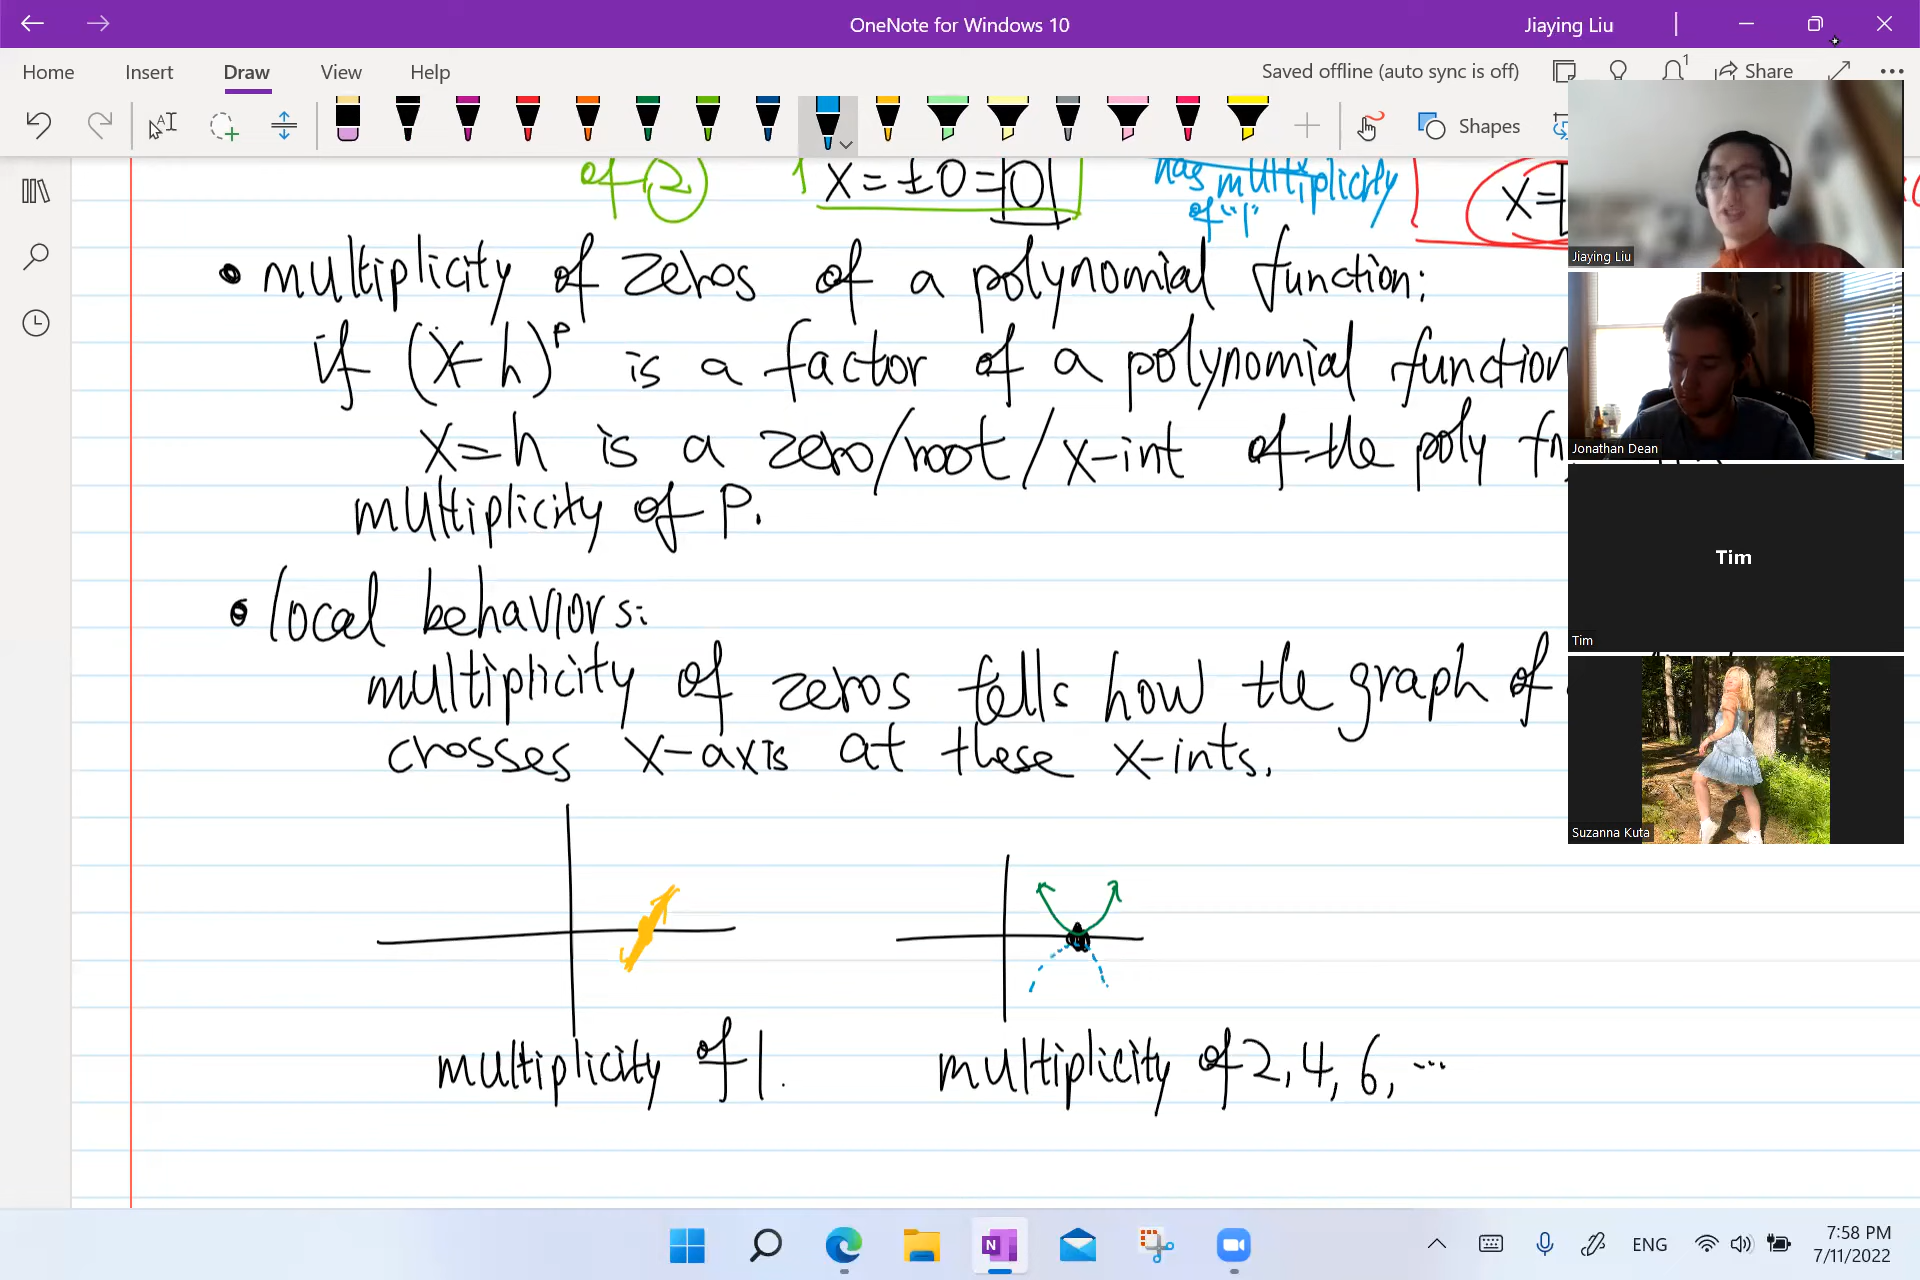 OneNote for Windows 10
Jiaying Liu
Home Insert Draw View Help
Saved offline (auto sync is off)
1
Share
Shapes
of 2
x = ±0 = 0
has multiplicity
of "1"
x =
• multiplicity of zeros of a polynomial function:
if (x-h)^p is a factor of a polynomial function
x=h is a zero/root/x-int of the poly fn
multiplicity of P.
• local behaviors:
multiplicity of zeros tells how the graph of
crosses x-axis at these x-ints.
multiplicity of 1.
multiplicity of 2, 4, 6, ...
Jiaying Liu
Jonathan Dean
Tim
Tim
Suzanna Kuta
ENG
7:58 PM
7/11/2022